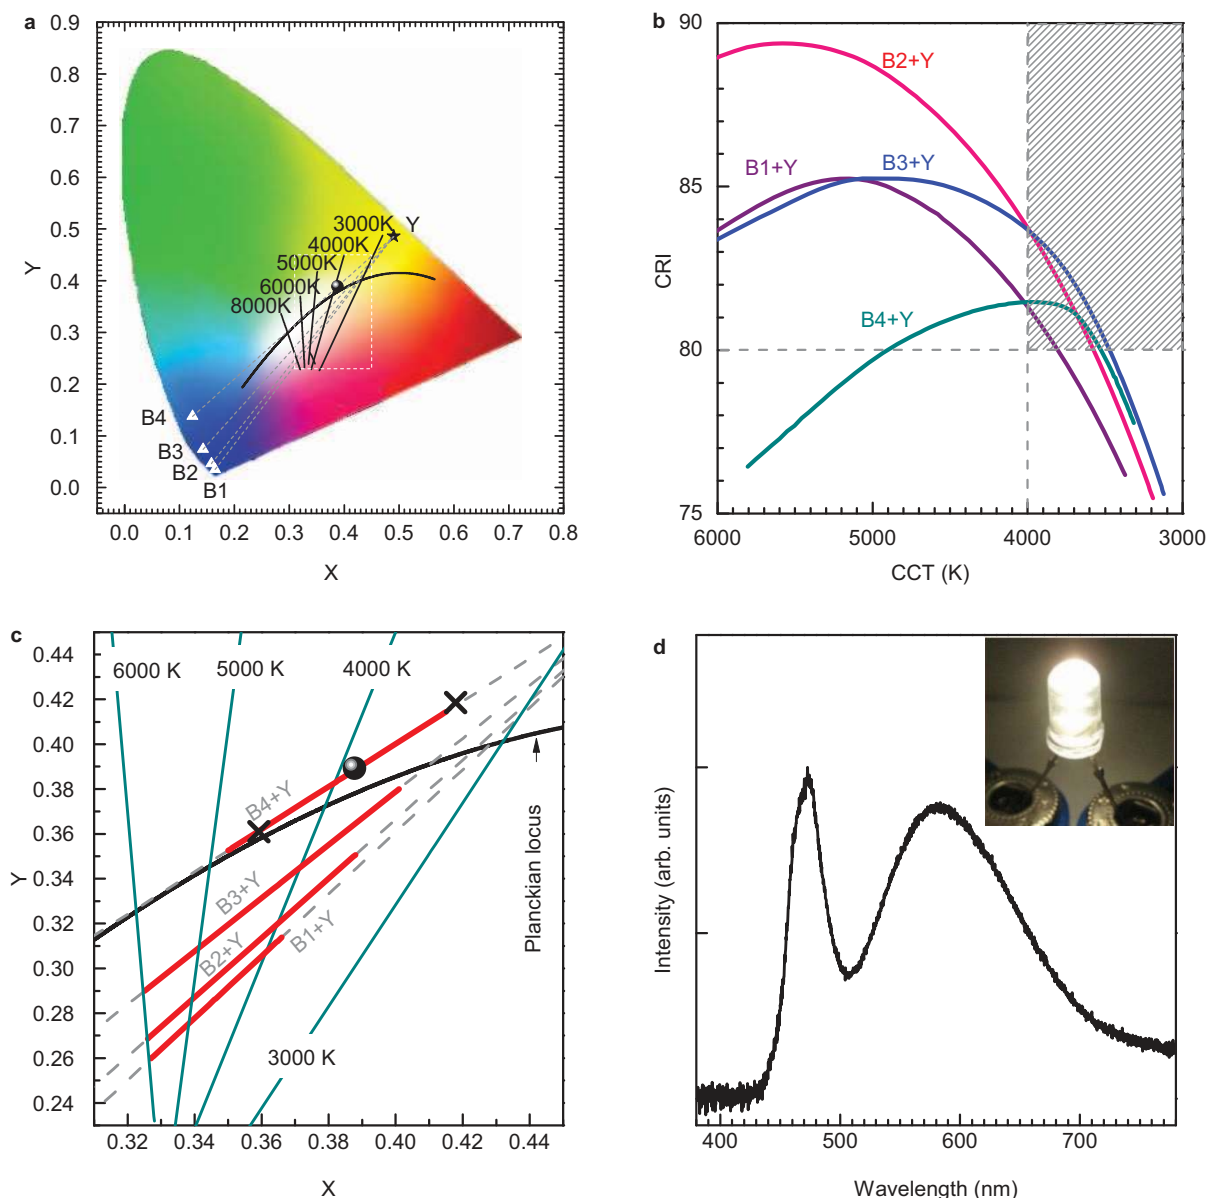 a
0.9
0.9
0.8
0.7
0.6
0.5
0.4
0.3
0.2
0.1
0.0
Y
3000K
Y
4000K
5000K
6000K
8000K
B4
B3
B2
B1
0.0 0.1 0.2 0.3 0.4 0.5 0.6 0.7 0.8
X
b
90
85
80
75
CRI
B2+Y
B1+Y
B3+Y
B4+Y
6000 5000 4000 3000
CCT (K)
c
0.44
0.42
0.40
0.38
0.36
0.34
0.32
0.30
0.28
0.26
0.24
Y
6000 K
5000 K
4000 K
B4+Y
B3+Y
B2+Y
B1+Y
3000 K
Planckian locus
0.32 0.34 0.36 0.38 0.40 0.42 0.44
X
d
Intensity (arb. units)
400 500 600 700
Wavelength (nm)